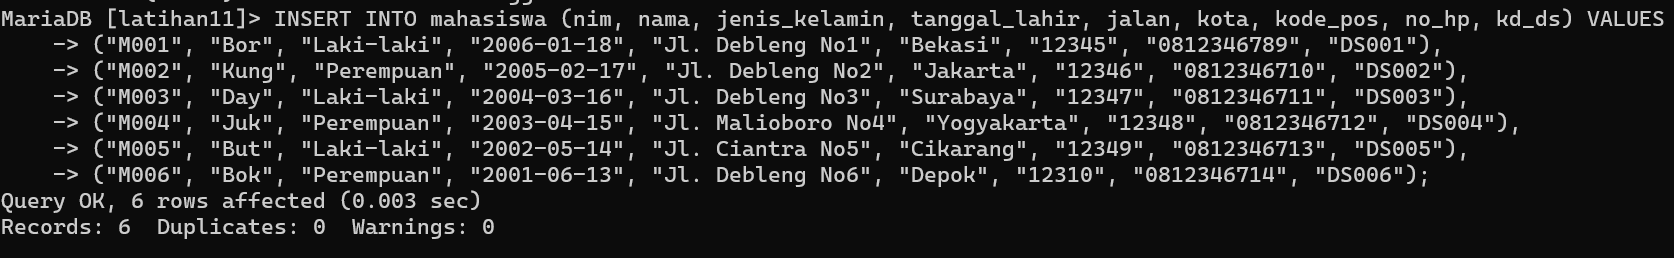 MariaDB [latihan11]> INSERT INTO mahasiswa (nim, nama, jenis_kelamin, tanggal_lahir, jalan, kota, kode_pos, no_hp, kd_ds) VALUES
-> ("M001", "Bor", "Laki-laki", "2006-01-18", "Jl. Debleng No1", "Bekasi", "12345", "0812346789", "DS001"),
-> ("M002", "Kung", "Perempuan", "2005-02-17", "Jl. Debleng No2", "Jakarta", "12346", "0812346710", "DS002"),
-> ("M003", "Day", "Laki-laki", "2004-03-16", "Jl. Debleng No3", "Surabaya", "12347", "0812346711", "DS003"),
-> ("M004", "Juk", "Perempuan", "2003-04-15", "Jl. Malioboro No4", "Yogyakarta", "12348", "0812346712", "DS004"),
-> ("M005", "But", "Laki-laki", "2002-05-14", "Jl. Ciantra No5", "Cikarang", "12349", "0812346713", "DS005"),
-> ("M006", "Bok", "Perempuan", "2001-06-13", "Jl. Debleng No6", "Depok", "12310", "0812346714", "DS006");
Query OK, 6 rows affected (0.003 sec)
Records: 6  Duplicates: 0  Warnings: 0